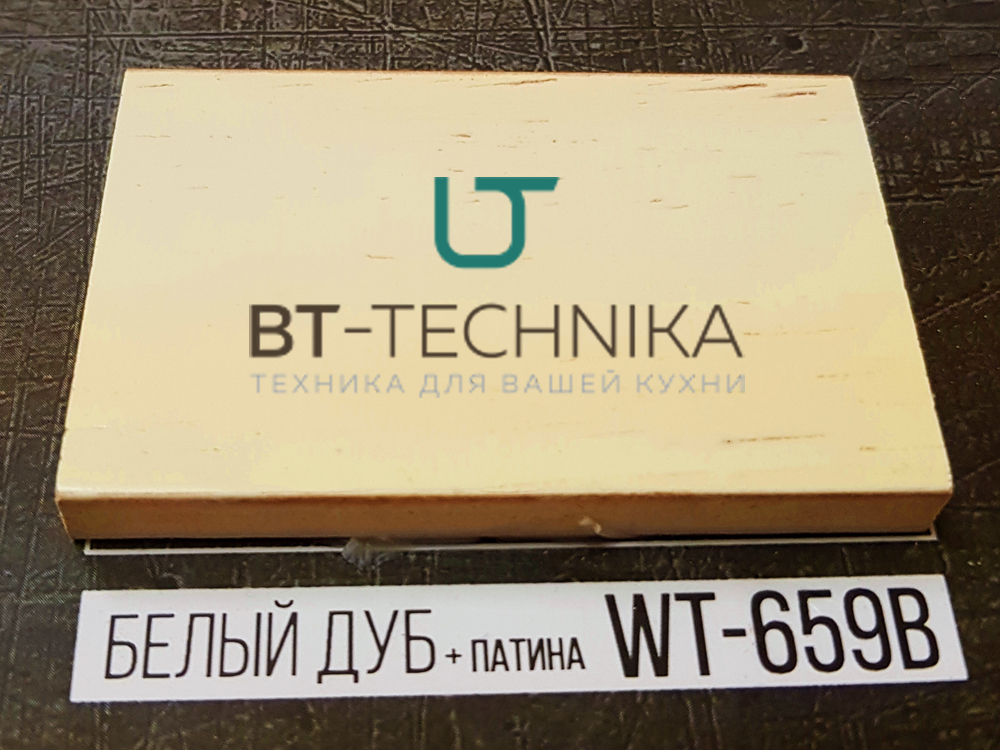 BT-TECHNIKA
ТЕХНИКА ДЛЯ ВАШЕЙ КУХНИ
БЕЛЫЙ ДУБ + ПАТИНА WT-659B